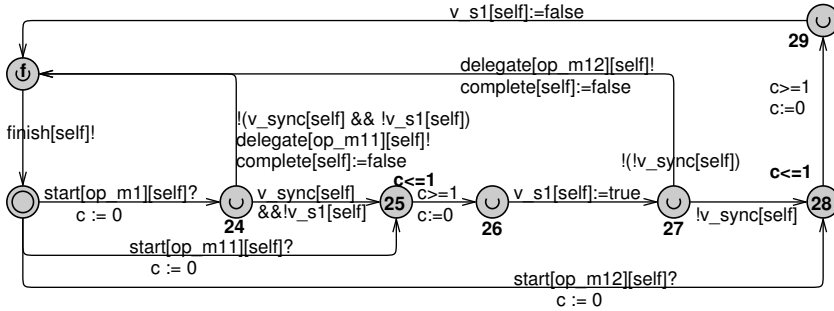 v_s1[self]:=false
29
f
delegate[op_m12][self]!
complete[self]:=false
c>=1
c:=0
finish[self]!
!(v_sync[self] && !v_s1[self])
delegate[op_m11][self]!
complete[self]:=false
!(!v_sync[self])
c<=1
c<=1
start[op_m1][self]?
c := 0
24
v_sync[self]
&&!v_s1[self]
25
c>=1
c:=0
26
v_s1[self]:=true
27
!v_sync[self]
28
start[op_m11][self]?
c := 0
start[op_m12][self]?
c := 0